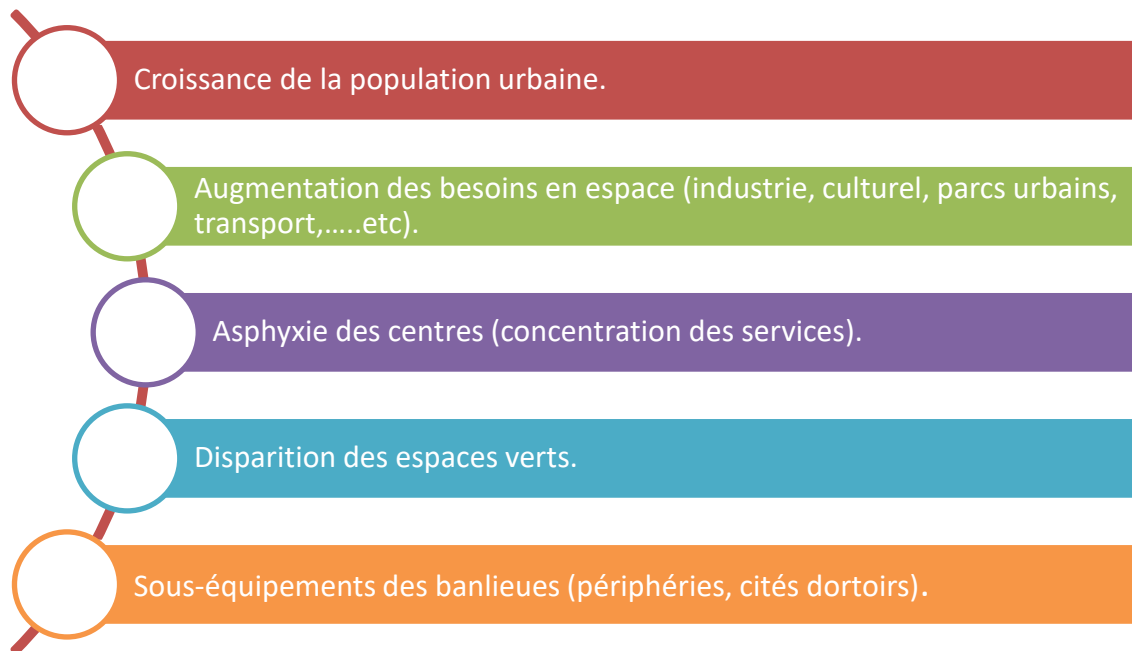 Croissance de la population urbaine.
Augmentation des besoins en espace (industrie, culturel, parcs urbains,
transport,.....etc).
Asphyxie des centres (concentration des services).
Disparition des espaces verts.
Sous-équipements des banlieues (périphéries, cités dortoirs).